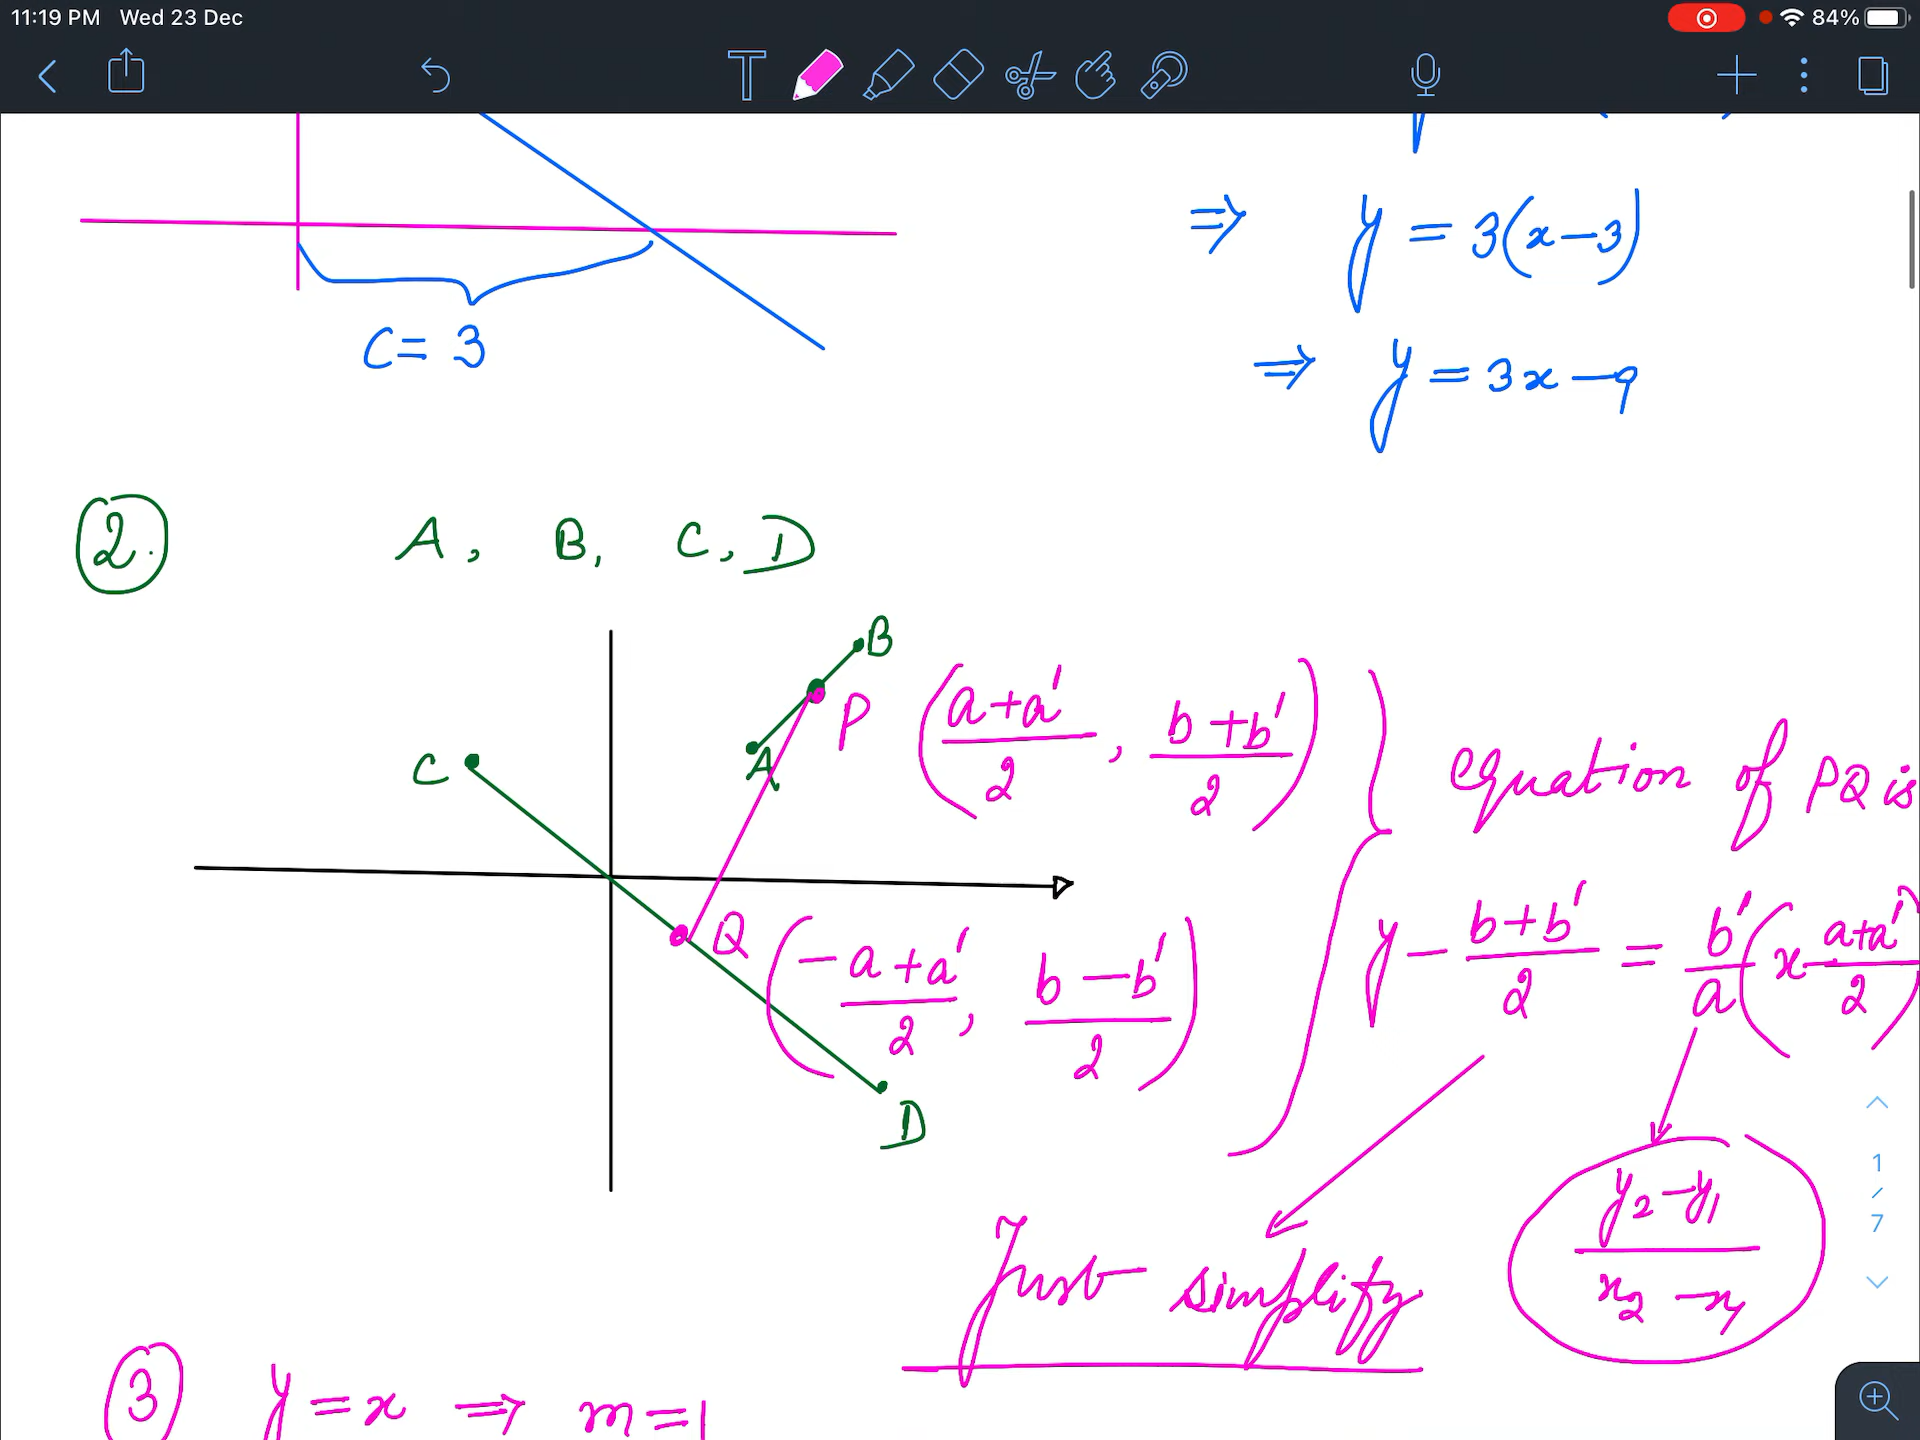 11:19 PM Wed 23 Dec
84%
T
⇒ y = 3(x-3)
C = 3
⇒ y = 3x - 9
2.
A, B, C, D
B
P (a+a'/2, b+b'/2)
A
C
equation of PQ is
Q (-a+a'/2, b-b'/2)
y - b+b'/2 = b'/a (x - a+a'/2)
D
y2-y1/x2-x1
Just simplify
1/7
3 y = x ⇒ m = 1